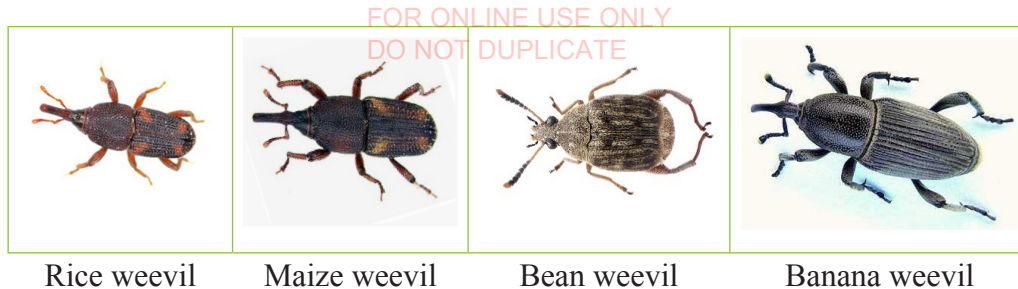 FOR ONLINE USE ONLY
DO NOT DUPLICATE
Rice weevil Maize weevil Bean weevil Banana weevil